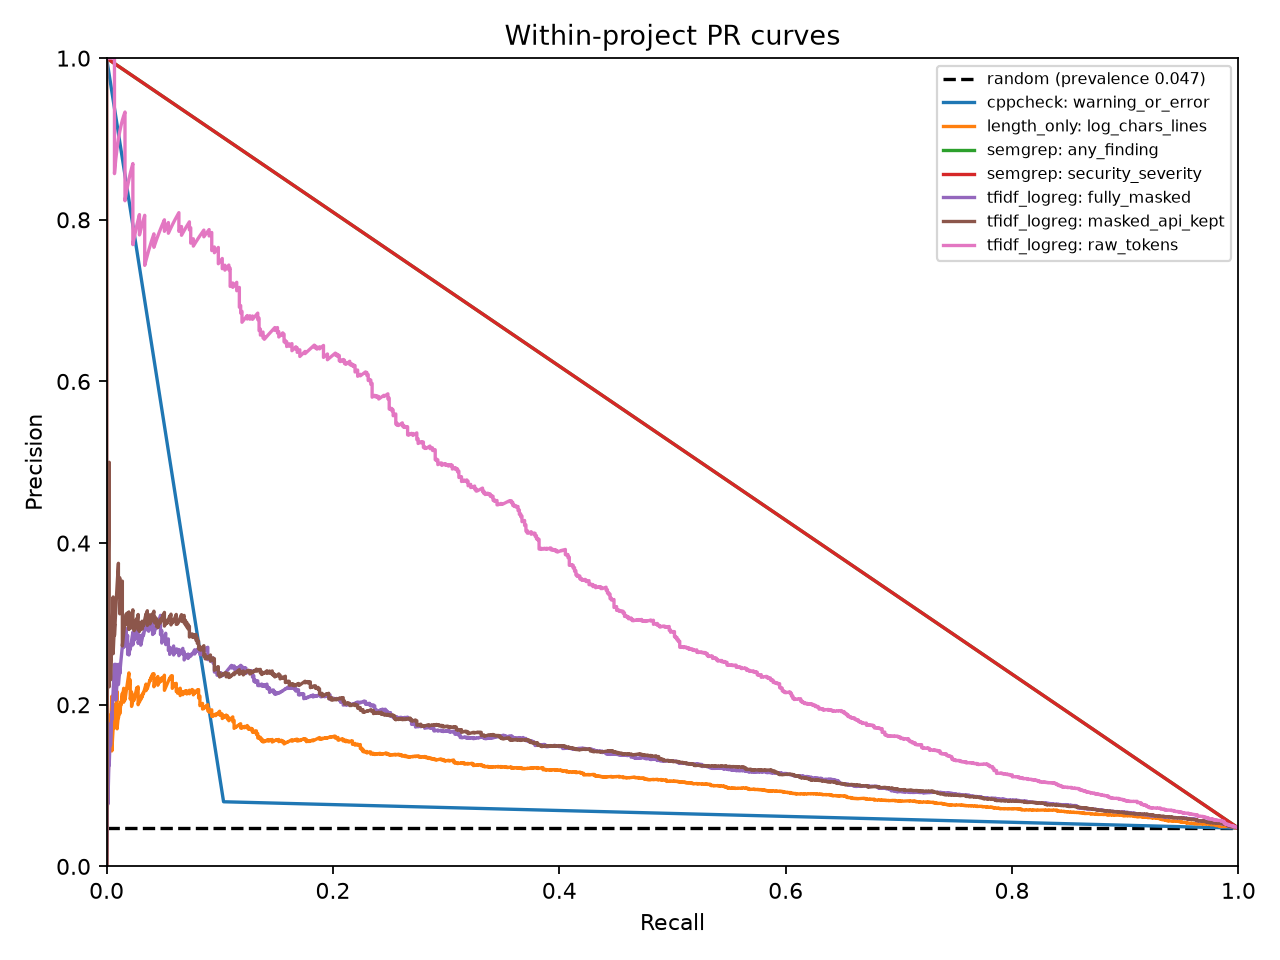 Within-project PR curves
1.0
0.8
0.6
0.4
0.2
0.0
Precision
random (prevalence 0.047)
cppcheck: warning_or_error
length_only: log_chars_lines
semgrep: any_finding
semgrep: security_severity
tfidf_logreg: fully_masked
tfidf_logreg: masked_api_kept
tfidf_logreg: raw_tokens
0.0 0.2 0.4 0.6 0.8 1.0
Recall